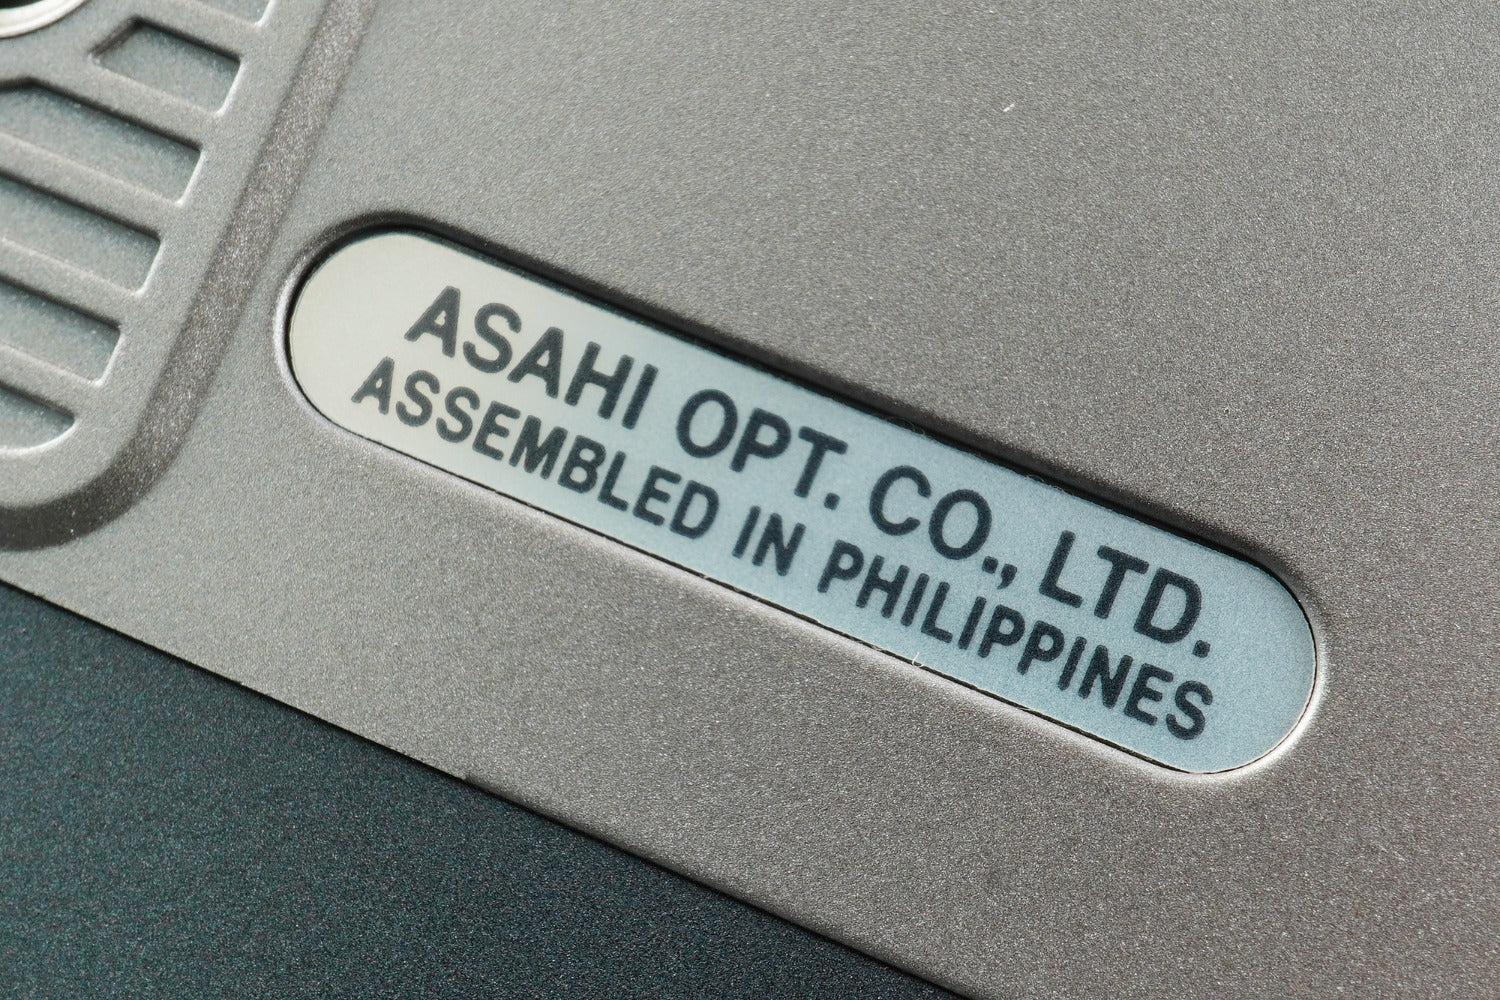 ASAHI OPT. CO., LTD.
ASSEMBLED IN PHILIPPINES